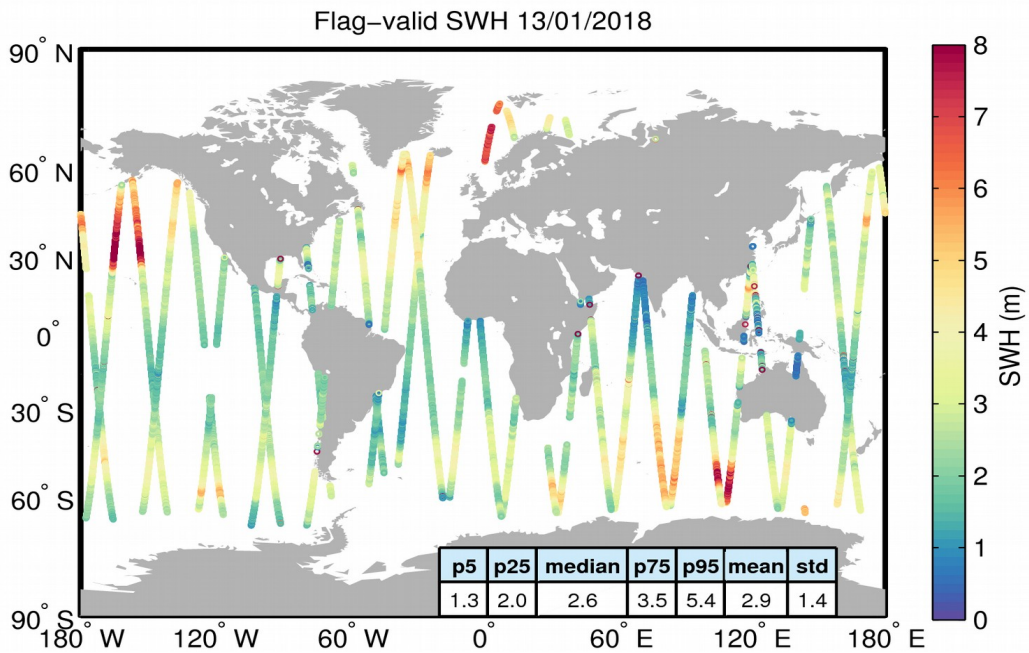 Flag−valid SWH 13/01/2018
90° N
60° N
30° N
0°
30° S
60° S
90° S
180° W 120° W 60° W 0° 60° E 120° E 180° E
p5 p25 median p75 p95 mean std
1.3 2.0 2.6 3.5 5.4 2.9 1.4
8
7
6
5
4
3
2
1
0
SWH (m)